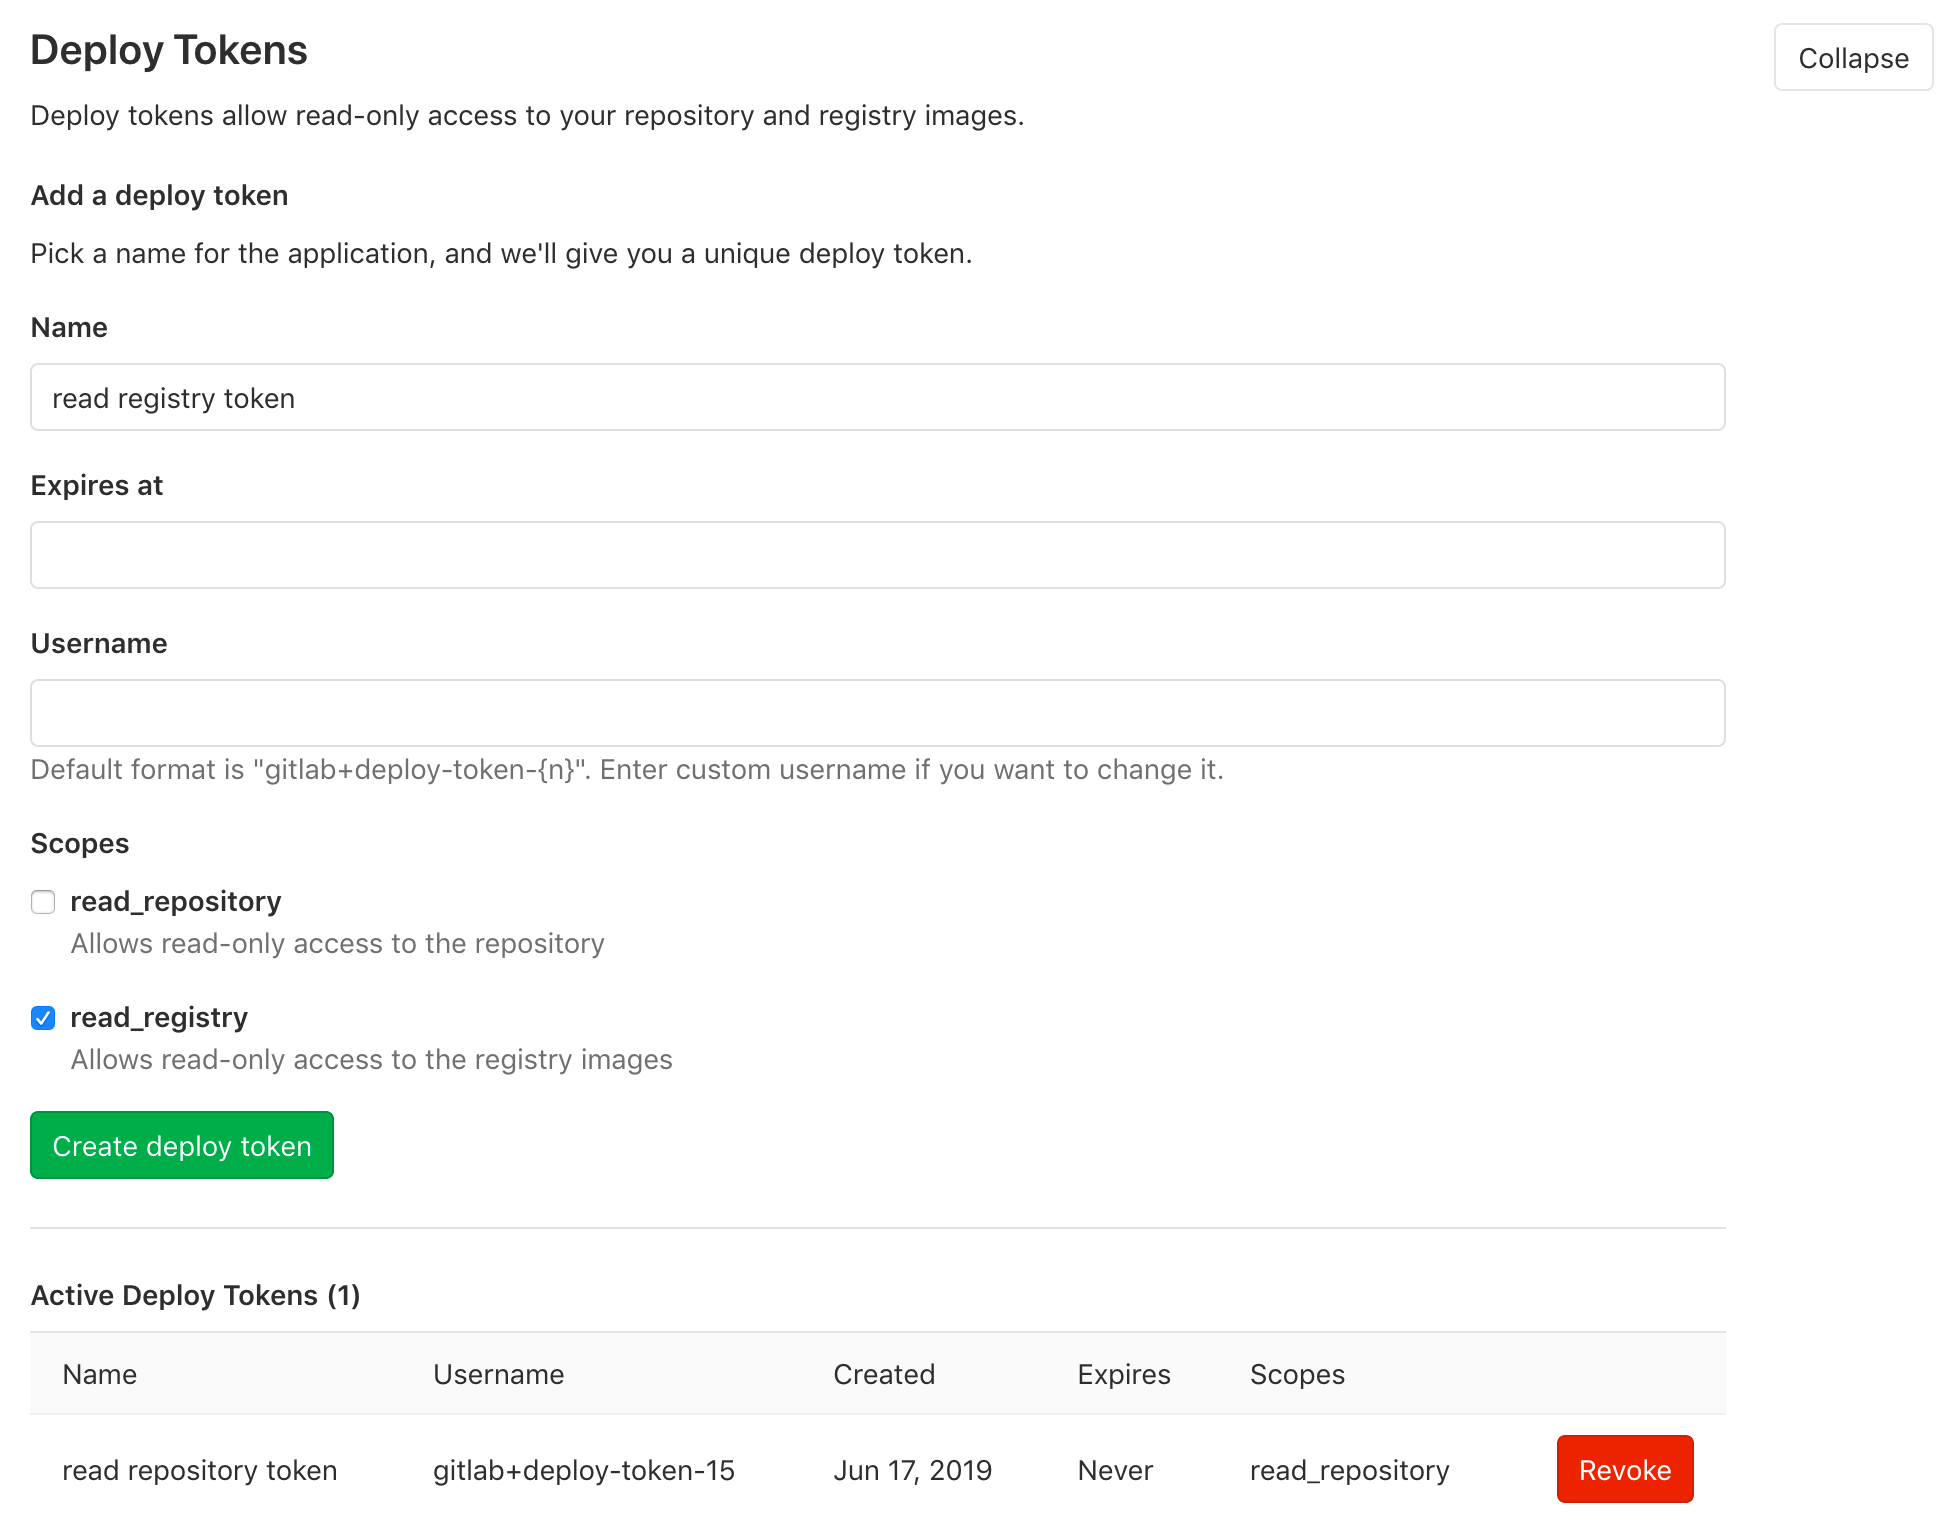 Deploy Tokens
Collapse
Deploy tokens allow read-only access to your repository and registry images.
Add a deploy token
Pick a name for the application, and we'll give you a unique deploy token.
Name
read registry token
Expires at
Username
Default format is "gitlab+deploy-token-{n}". Enter custom username if you want to change it.
Scopes
read_repository
Allows read-only access to the repository
read_registry
Allows read-only access to the registry images
Create deploy token
Active Deploy Tokens (1)
Name Username Created Expires Scopes
read repository token gitlab+deploy-token-15 Jun 17, 2019 Never read_repository Revoke